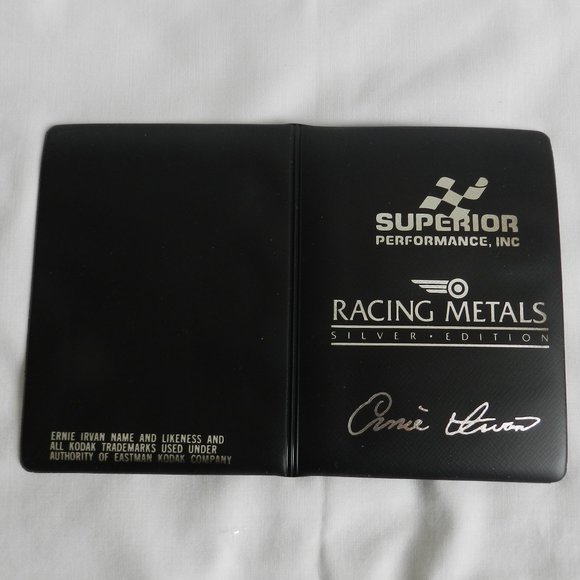 SUPERIOR
PERFORMANCE, INC
RACING METALS
SILVER • EDITION
Ernie Irvan
ERNIE IRVAN NAME AND LIKENESS AND
ALL KODAK TRADEMARKS USED UNDER
AUTHORITY OF EASTMAN KODAK COMPANY